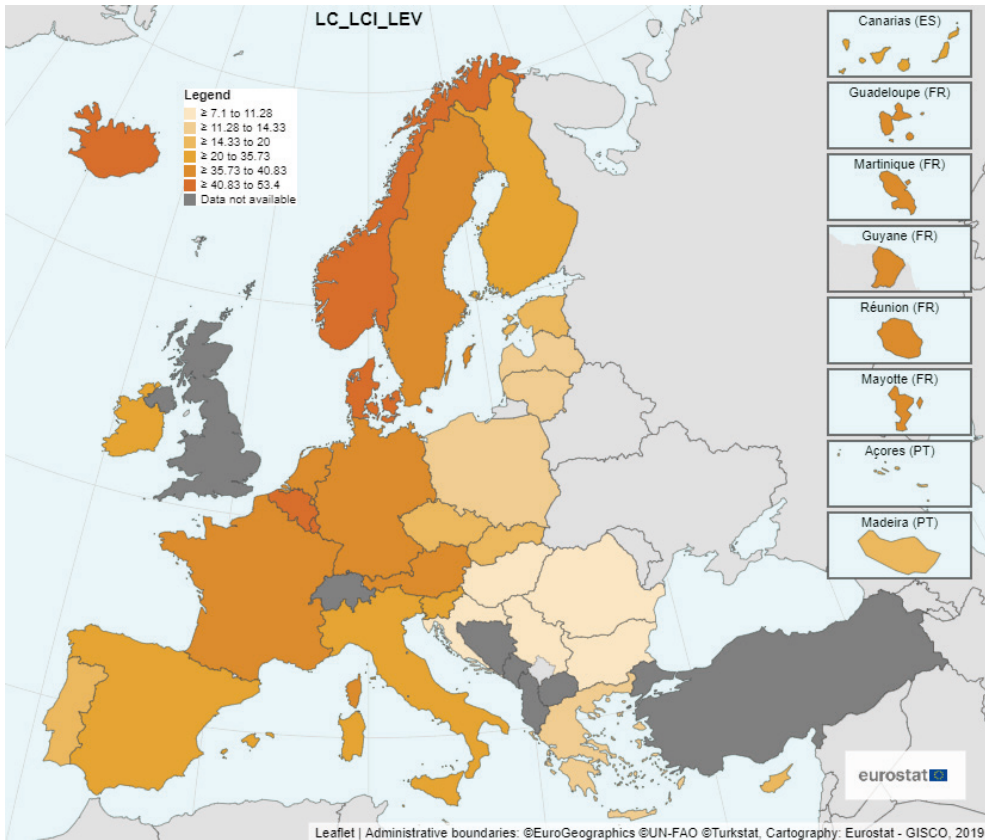 LC_LCI_LEV
Legend
≥ 7.1 to 11.28
≥ 11.28 to 14.33
≥ 14.33 to 20
≥ 20 to 35.73
≥ 35.73 to 40.83
≥ 40.83 to 53.4
Data not available
Canarias (ES)
Guadeloupe (FR)
Martinique (FR)
Guyane (FR)
Réunion (FR)
Mayotte (FR)
Açores (PT)
Madeira (PT)
eurostat
Leaflet | Administrative boundaries: ©EuroGeographics ©UN-FAO ©Turkstat, Cartography: Eurostat - GISCO, 2019